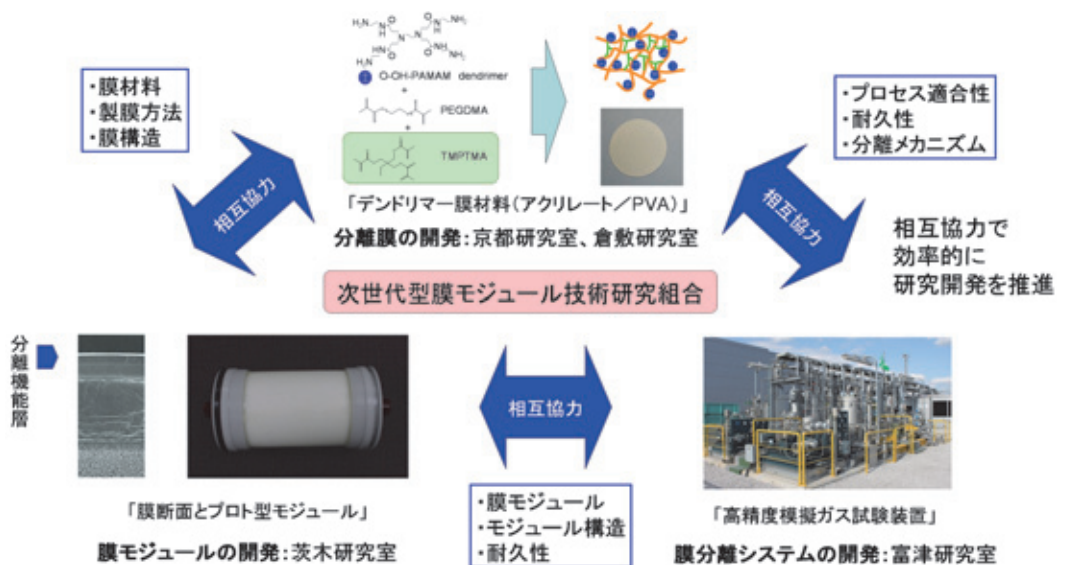 H₂N
O
NH₂
HN
N
H
N
N
O
O
HN
NH
H₂N
NH₂
O-OH-PAMAM dendrimer
+
PEGDMA
+
TMPTMA
・膜材料
・製膜方法
・膜構造
・プロセス適合性
・耐久性
・分離メカニズム
相互協力
「デンドリマー膜材料(アクリレート/PVA)」
分離膜の開発:京都研究室、倉敷研究室
相互協力
相互協力で
効率的に
研究開発を推進
次世代型膜モジュール技術研究組合
分離機能層
相互協力
「膜断面とプロト型モジュール」
膜モジュールの開発:茨木研究室
・膜モジュール
・モジュール構造
・耐久性
「高精度模擬ガス試験装置」
膜分離システムの開発:富津研究室